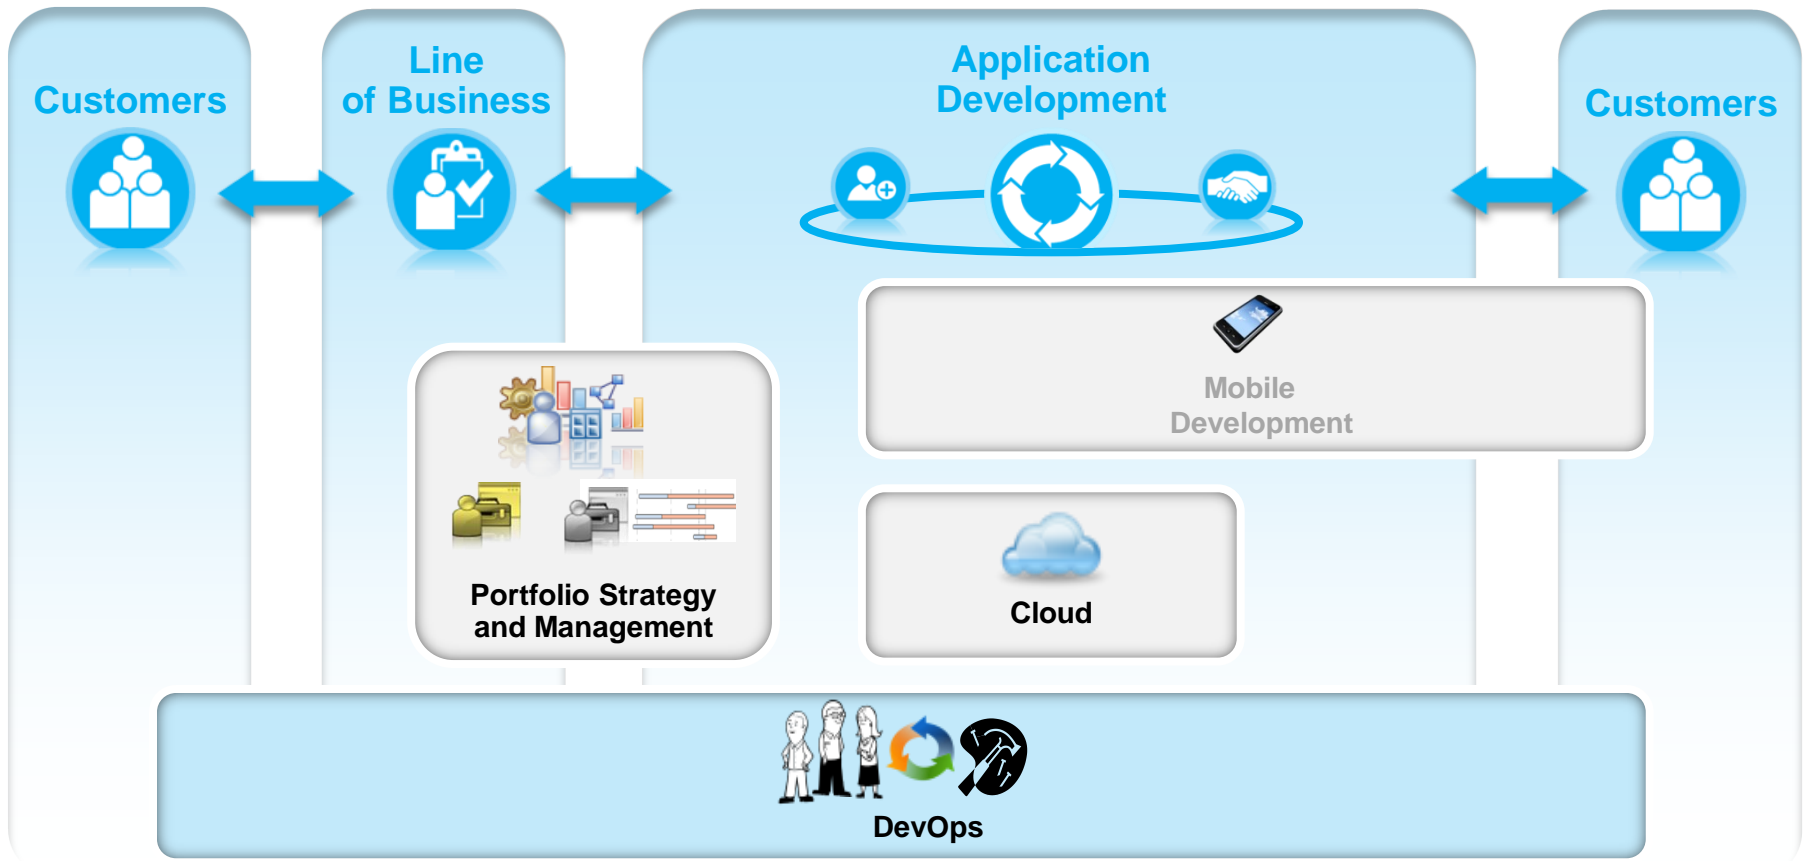 Customers
Line
of Business
Application
Development
Customers
Mobile
Development
Portfolio Strategy
and Management
Cloud
DevOps